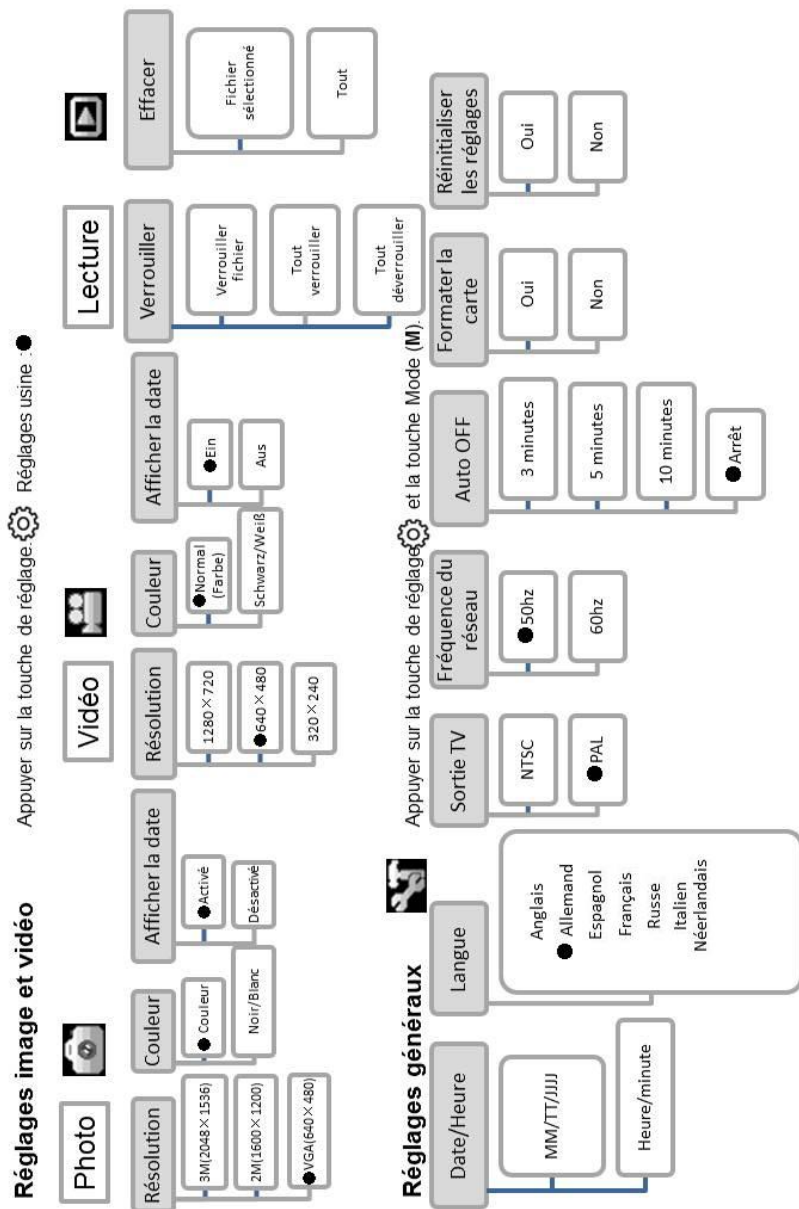 Réglages image et vidéo
Appuyer sur la touche de réglage. Réglages usine :●
Photo
Résolution
3M(2048×1536)
2M(1600×1200)
●VGA(640×480)
Couleur
● Couleur
Noir/Blanc
Afficher la date
●Activé
Désactivé
Vidéo
Résolution
1280×720
●640×480
320×240
Couleur
●Normal
(Farbe)
Schwarz/Weiß
Afficher la date
●Ein
Aus
Lecture
Verrouiller
Verrouiller
fichier
Tout
verrouiller
Tout
déverrouiller
Effacer
Fichier
sélectionné
Tout
Réglages généraux
Appuyer sur la touche de réglage et la touche Mode (M).
Date/Heure
MM/TT/JJJJ
Heure/minute
Langue
Anglais
● Allemand
Espagnol
Français
Russe
Italien
Néerlandais
Sortie TV
NTSC
●PAL
Fréquence du
réseau
●50hz
60hz
Auto OFF
3 minutes
5 minutes
10 minutes
●Arrêt
Formater la
carte
Oui
Non
Réinitialiser
les réglages
Oui
Non